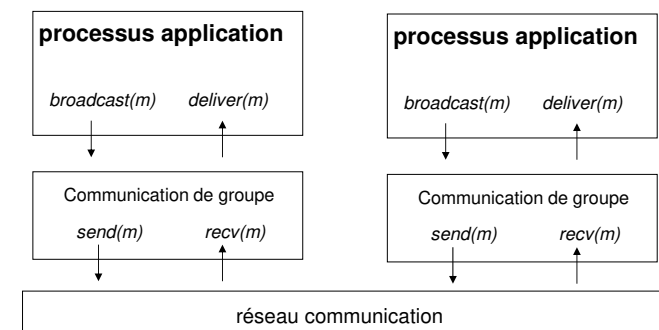 processus application
broadcast(m) deliver(m)
Communication de groupe
send(m) recv(m)
processus application
broadcast(m) deliver(m)
Communication de groupe
send(m) recv(m)
réseau communication